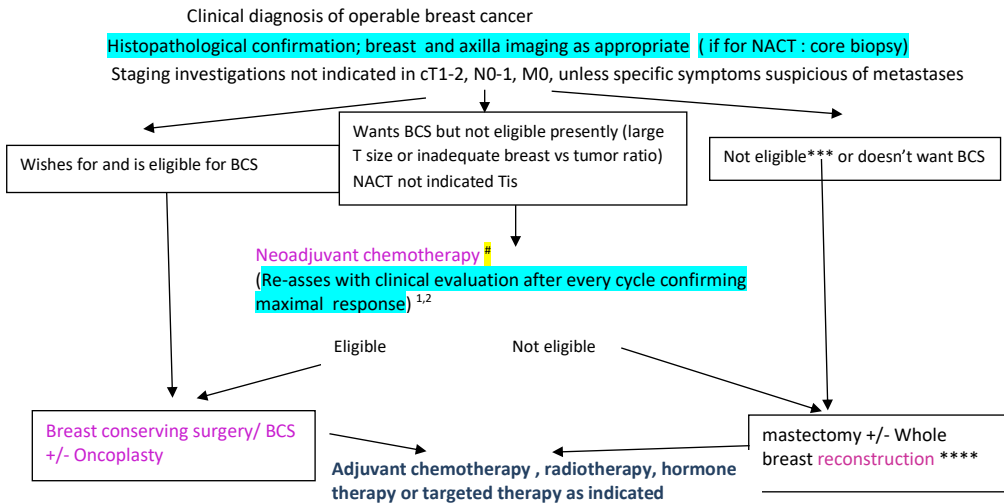 Clinical diagnosis of operable breast cancer
Histopathological confirmation; breast and axilla imaging as appropriate ( if for NACT : core biopsy)
Staging investigations not indicated in cT1-2, N0-1, M0, unless specific symptoms suspicious of metastases
Wishes for and is eligible for BCS
Wants BCS but not eligible presently (large
T size or inadequate breast vs tumor ratio)
NACT not indicated Tis
Not eligible*** or doesn’t want BCS
Neoadjuvant chemotherapy #
(Re-asses with clinical evaluation after every cycle confirming
maximal response) 1,2
Eligible
Not eligible
Breast conserving surgery/ BCS
+/- Oncoplasty
mastectomy +/- Whole
breast reconstruction ****
Adjuvant chemotherapy , radiotherapy, hormone
therapy or targeted therapy as indicated